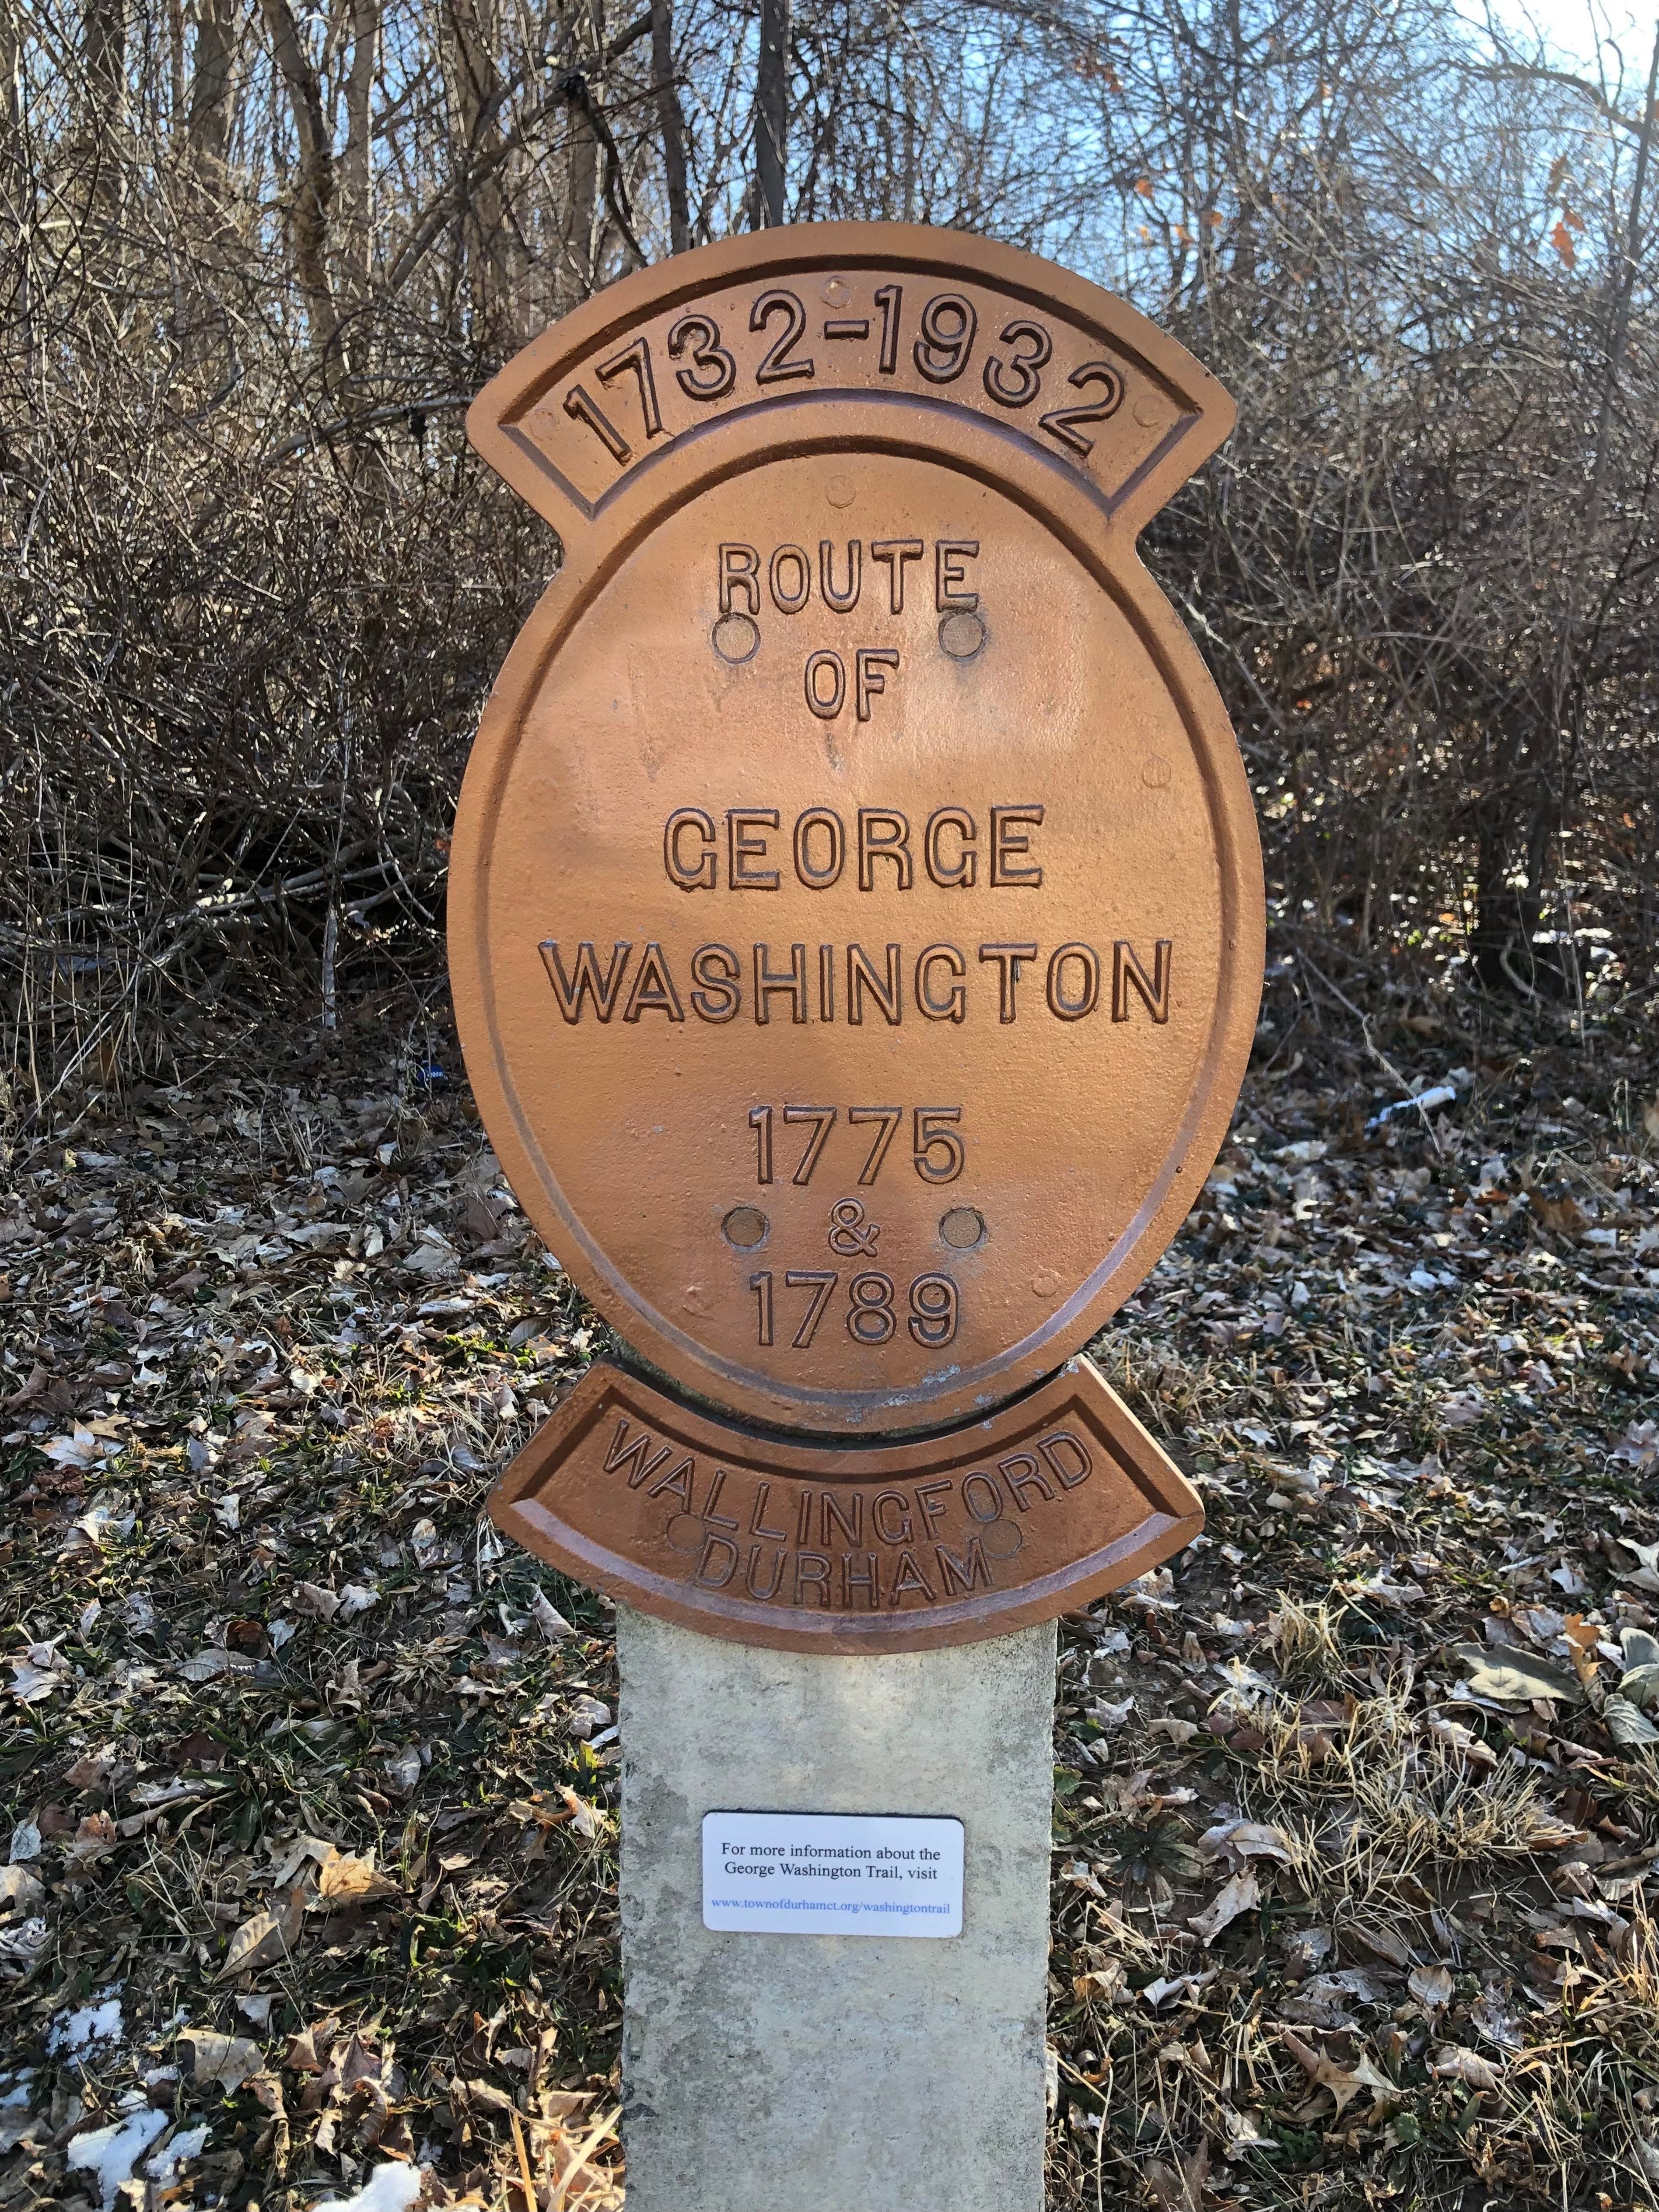 1732-1932
ROUTE
OF
GEORGE
WASHINGTON
1775
&
1789
WALLINGFORD
DURHAM
For more information about the
George Washington Trail, visit
www.townofdurhamct.org/washingtontrail